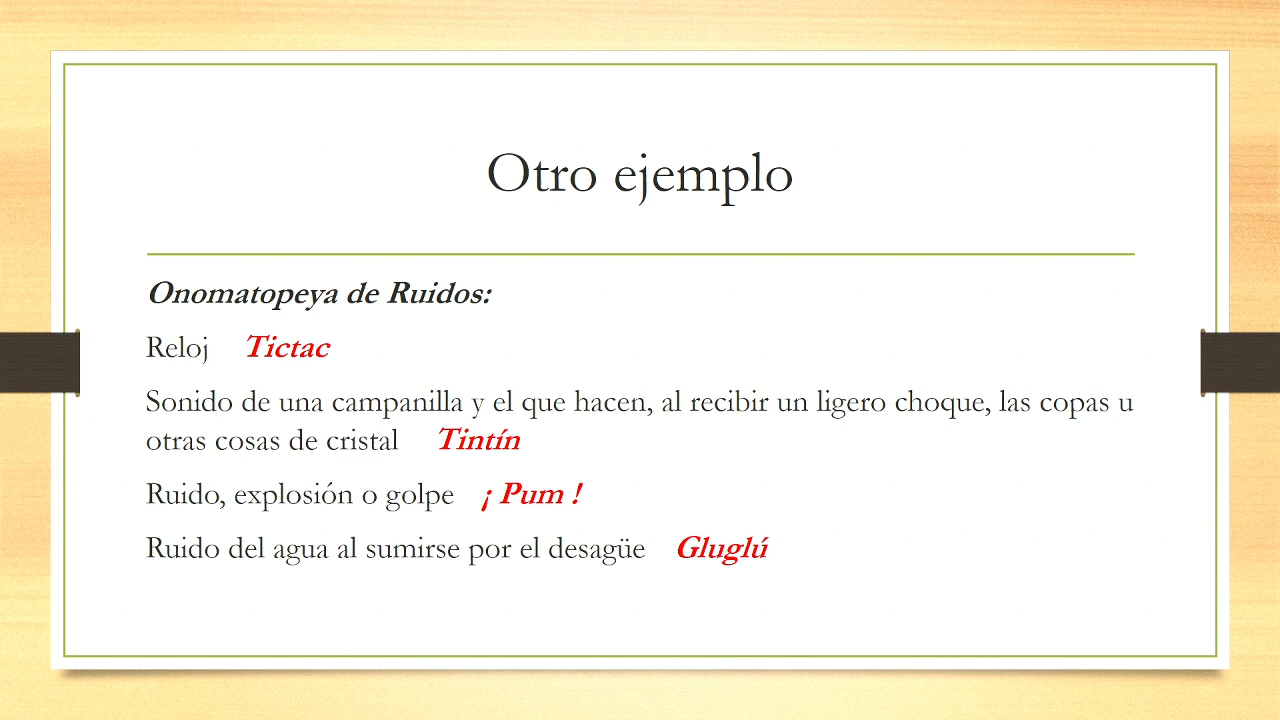 Otro ejemplo
Onomatopeya de Ruidos:
Reloj Tictac
Sonido de una campanilla y el que hacen, al recibir un ligero choque, las copas u
otras cosas de cristal Tintín
Ruido, explosión o golpe ¡ Pum !
Ruido del agua al sumirse por el desagüe Gluglú